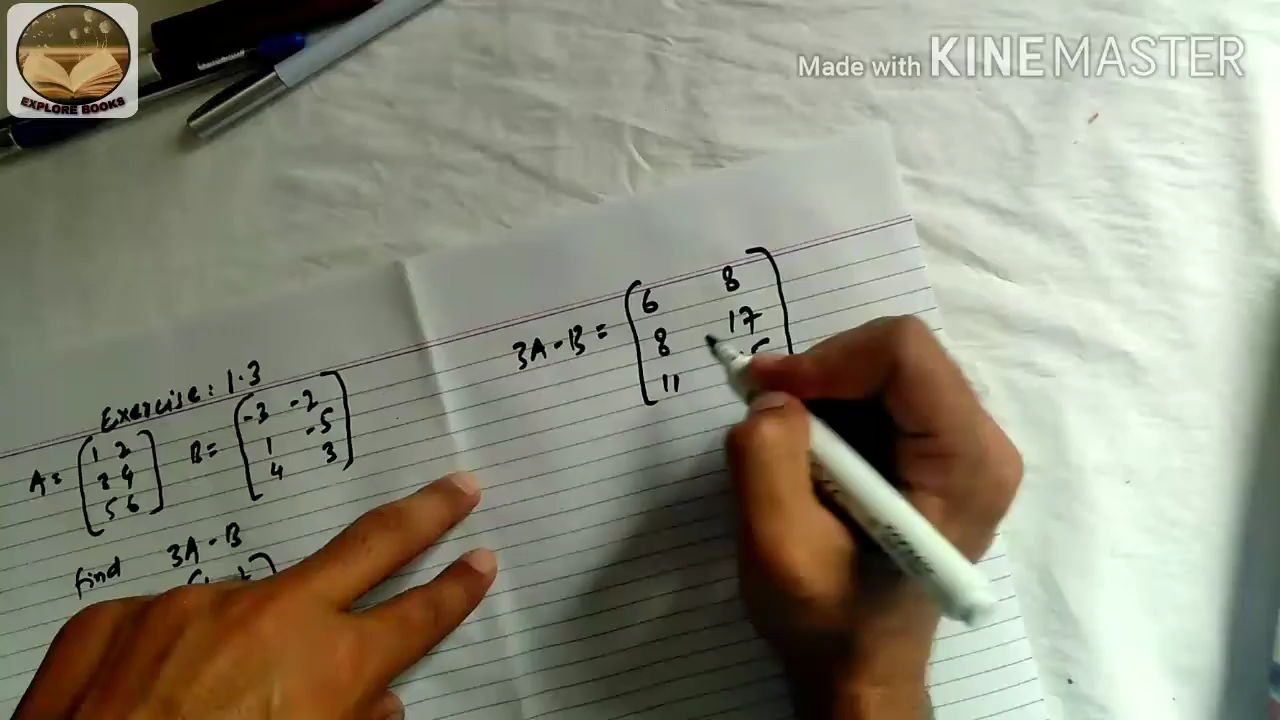 EXPLORE BOOKS
Made with KINEMASTER
Exercise: 1.3
A = [1 2
2 4
5 6]
B = [-3 -2
1 -5
4 3]
find 3A - B
3A - B = [6 8
8 17
11 15]